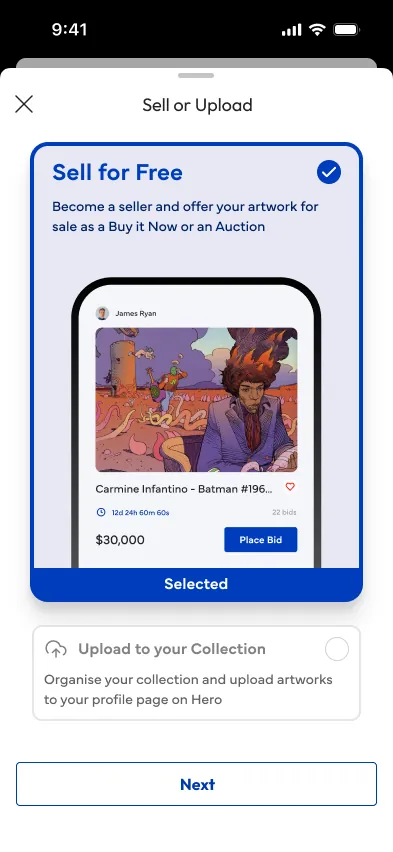 9:41
Sell or Upload
Sell for Free
Become a seller and offer your artwork for
sale as a Buy it Now or an Auction
James Ryan
Carmine Infantino - Batman #196...
12d 24h 60m 60s
22 bids
$30,000
Place Bid
Selected
Upload to your Collection
Organise your collection and upload artworks
to your profile page on Hero
Next